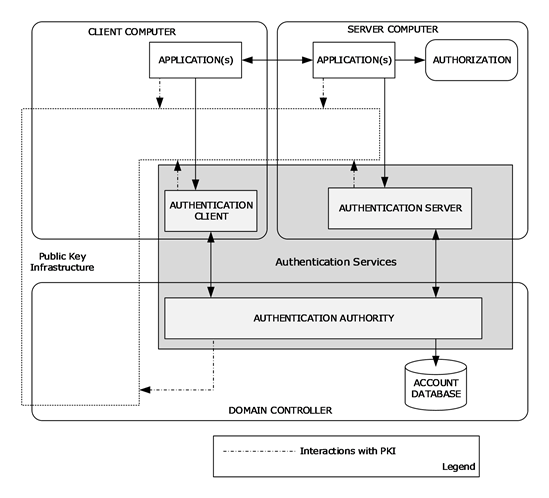 CLIENT COMPUTER
SERVER COMPUTER
APPLICATION(s)
APPLICATION(s)
AUTHORIZATION
AUTHENTICATION
CLIENT
AUTHENTICATION SERVER
Public Key
Infrastructure
Authentication Services
AUTHENTICATION AUTHORITY
ACCOUNT
DATABASE
DOMAIN CONTROLLER
Interactions with PKI
Legend